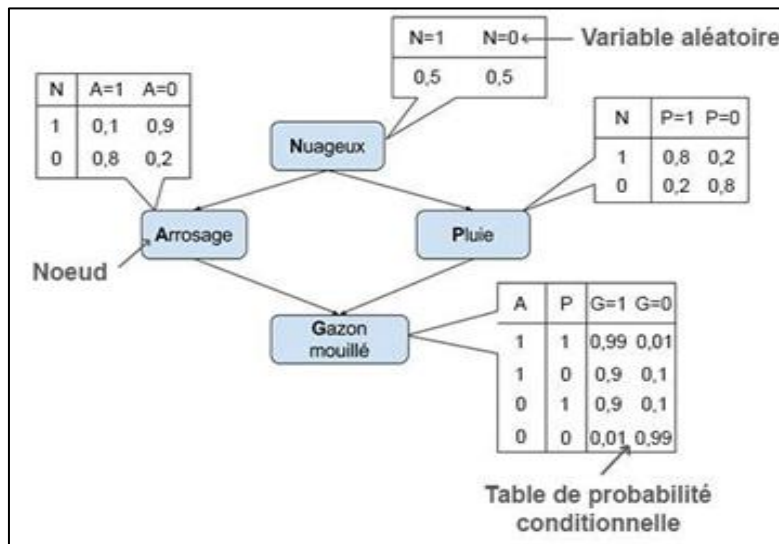 N=1 N=0
Variable aléatoire
0,5 0,5
N A=1 A=0
1 0,1 0,9
0 0,8 0,2
N P=1 P=0
1 0,8 0,2
0 0,2 0,8
Nuageux
Arrosage
Pluie
Noeud
Gazon
mouillé
A P G=1 G=0
1 1 0,99 0,01
1 0 0,9 0,1
0 1 0,9 0,1
0 0 0,01 0,99
Table de probabilité
conditionnelle